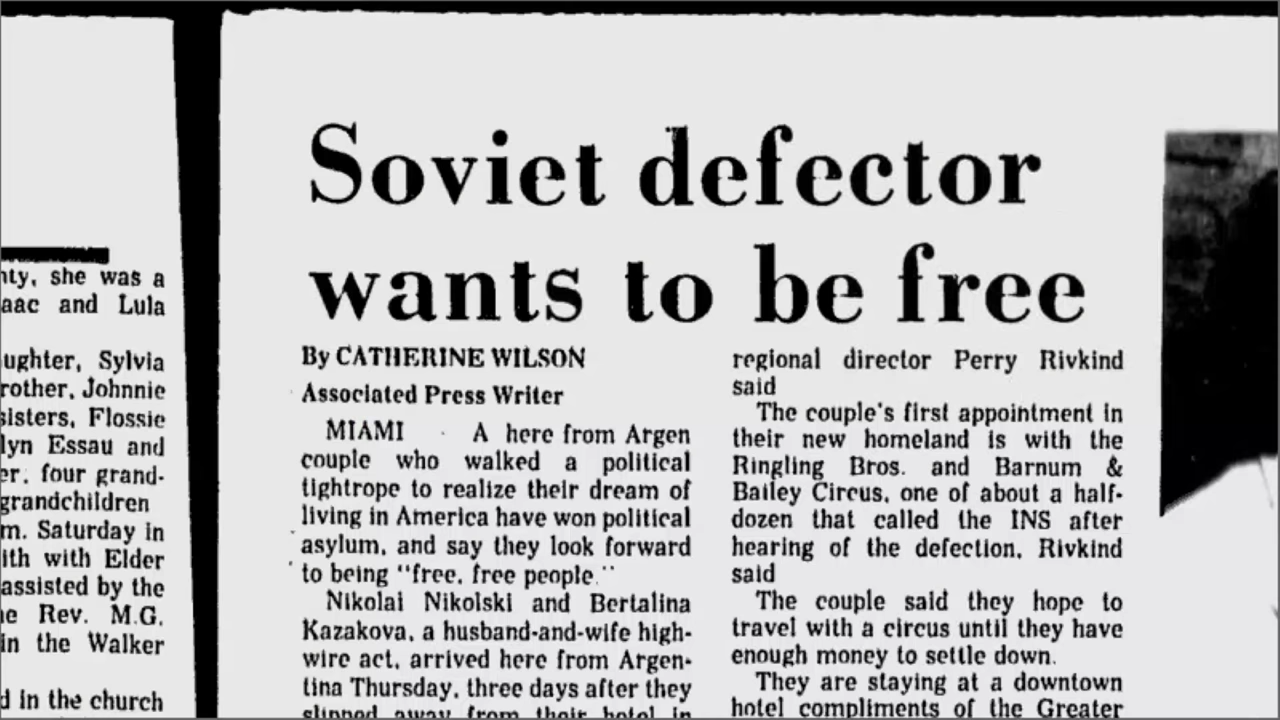 nty, she was a
aac and Lula
ughter, Sylvia
rother, Johnnie
sisters, Flossie
lyn Essau and
er, four grand-
grandchildren
m. Saturday in
ith with Elder
assisted by the
e Rev. M.G.
in the Walker
d in the church
Soviet defector
wants to be free
By CATHERINE WILSON
Associated Press Writer
MIAMI - A here from Argen
couple who walked a political
tightrope to realize their dream of
living in America have won political
asylum, and say they look forward
to being "free, free people."
Nikolai Nikolski and Bertalina
Kazakova, a husband-and-wife high-
wire act, arrived here from Argen-
tina Thursday, three days after they
slipped away from their hotel in
regional director Perry Rivkind
said
The couple's first appointment in
their new homeland is with the
Ringling Bros. and Barnum &
Bailey Circus, one of about a half-
dozen that called the INS after
hearing of the defection, Rivkind
said
The couple said they hope to
travel with a circus until they have
enough money to settle down.
They are staying at a downtown
hotel compliments of the Greater